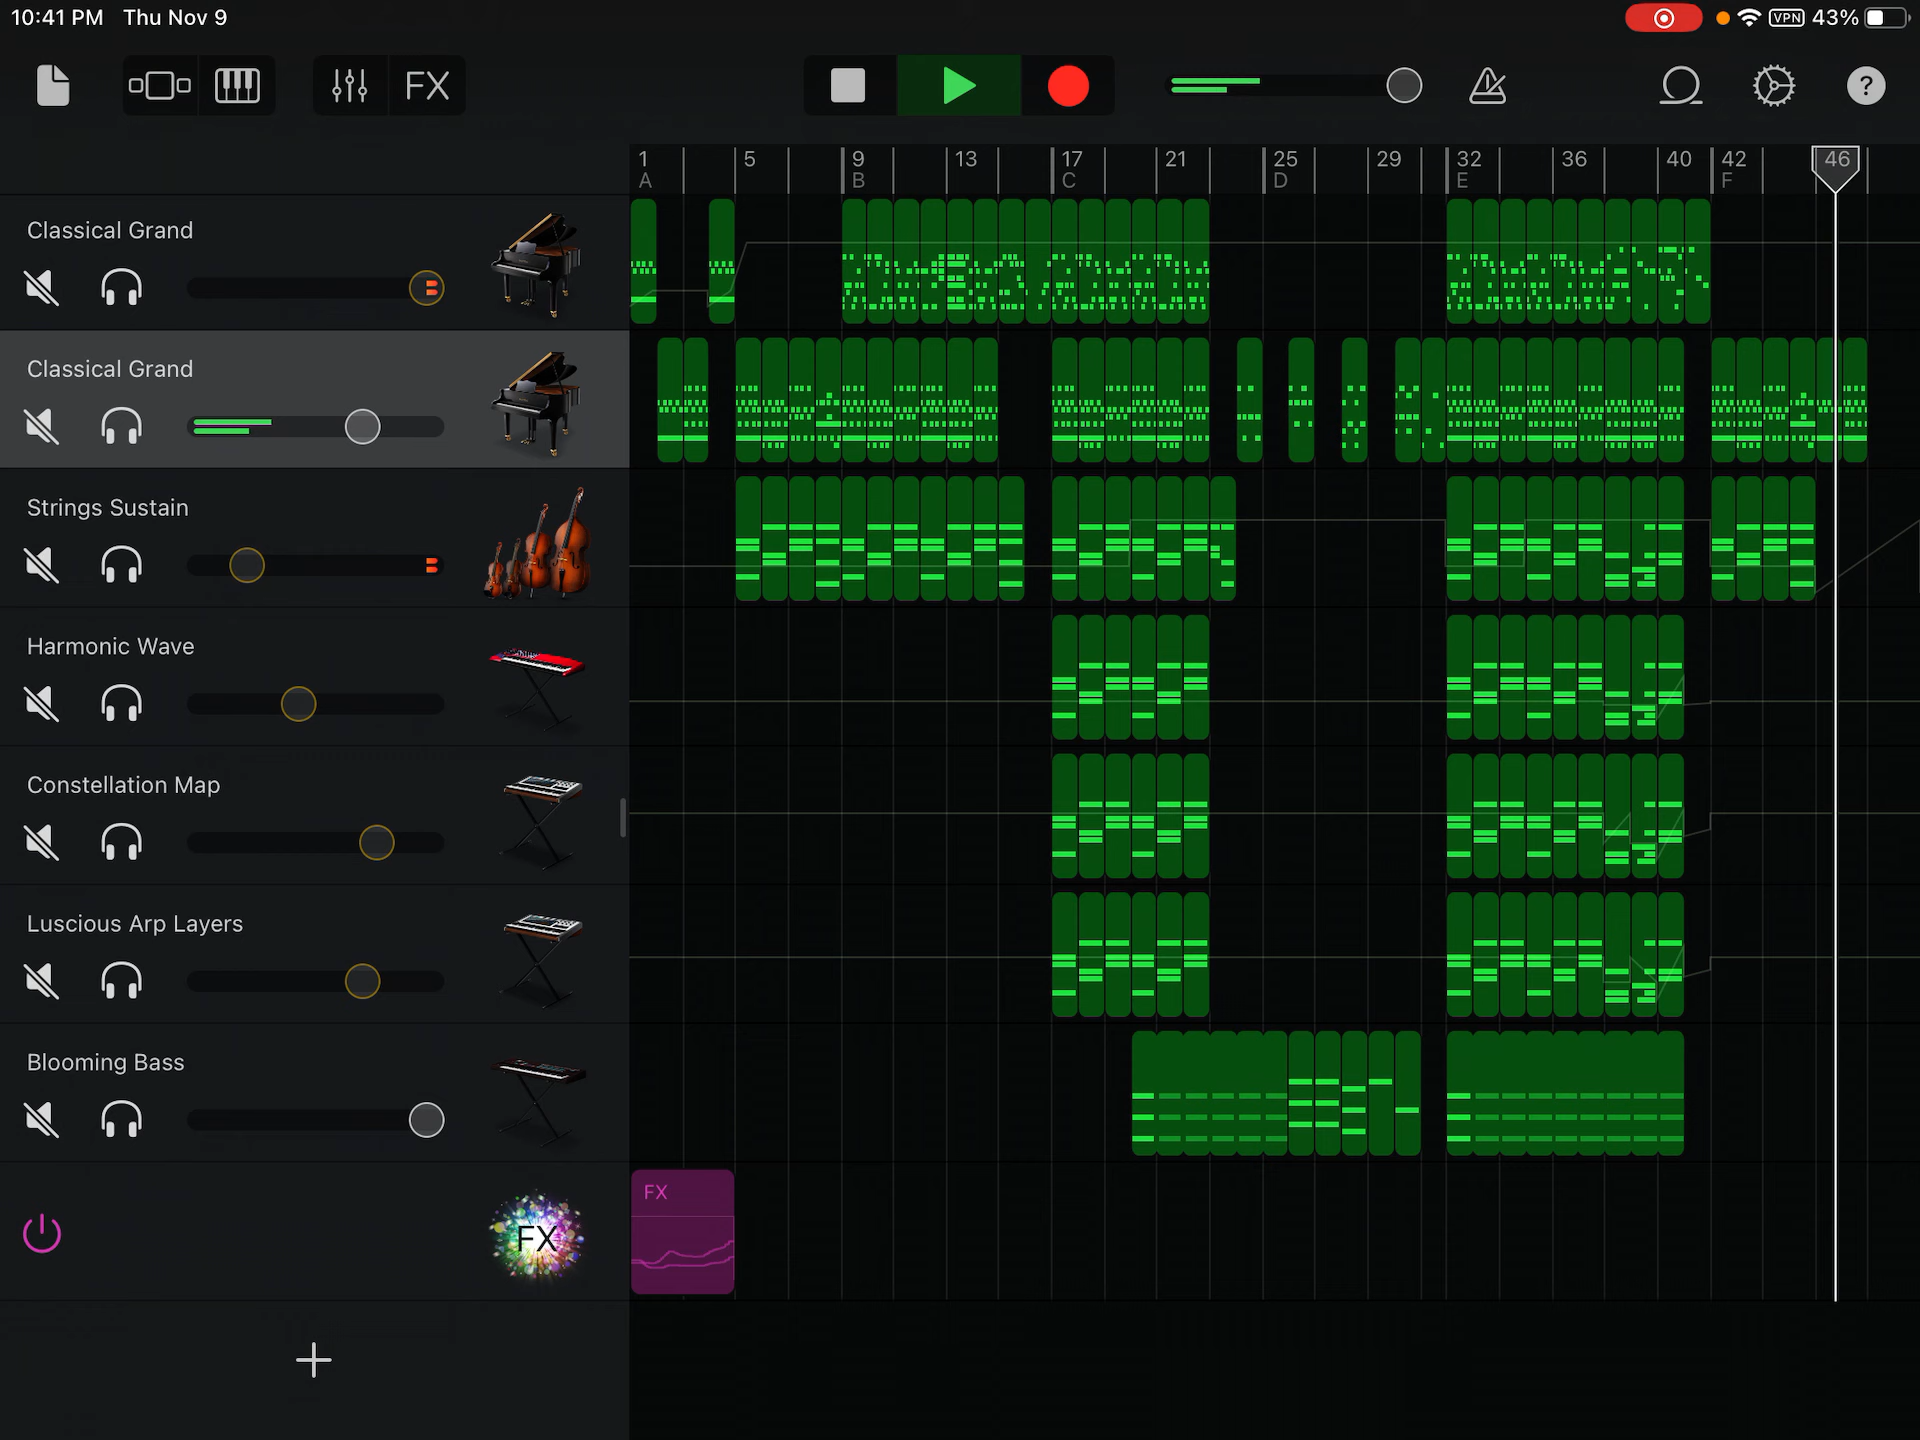 10:41 PM Thu Nov 9
VPN 43%
FX
?
1 5 9 13 17 21 25 29 32 36 40 42 46
A B C D E F
Classical Grand
Classical Grand
Strings Sustain
Harmonic Wave
Constellation Map
Luscious Arp Layers
Blooming Bass
FX
FX